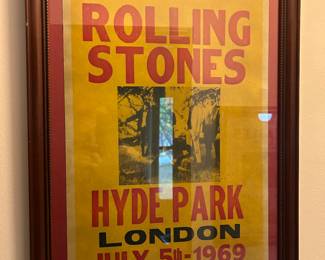 ROLLING
STONES
HYDE PARK
LONDON
JULY 5th-1969